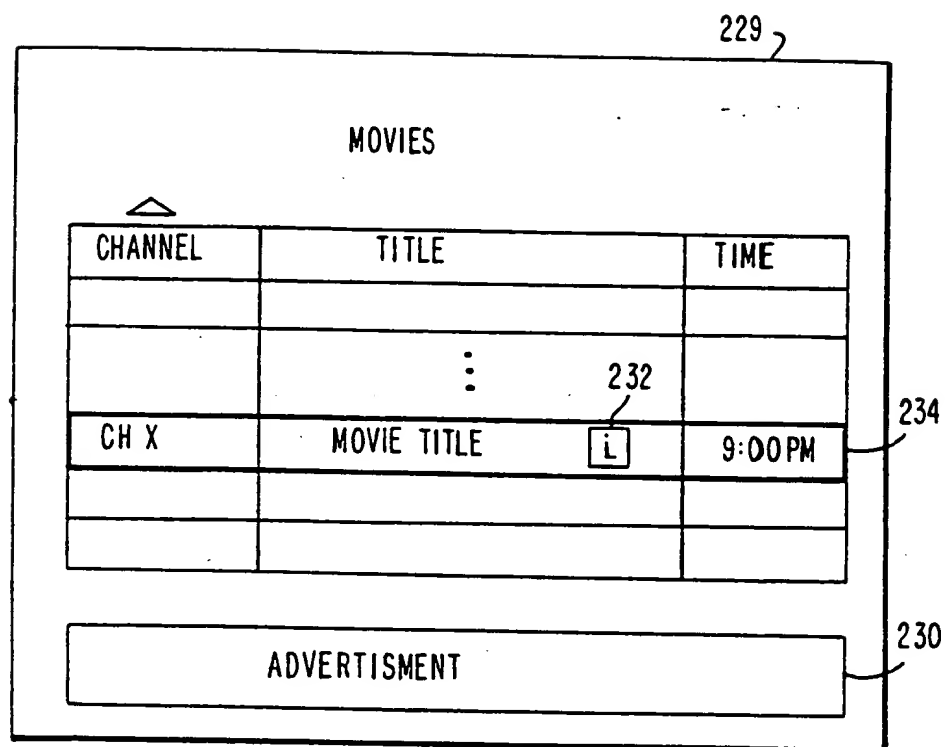 229
MOVIES
CHANNEL TITLE TIME
232
234
CH X MOVIE TITLE i 9:00PM
230
ADVERTISMENT